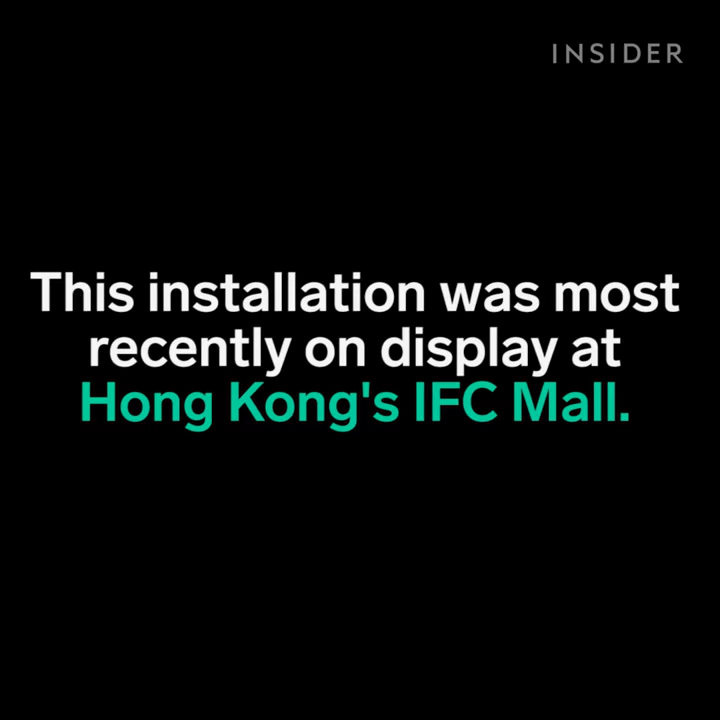 INSIDER
This installation was most
recently on display at
Hong Kong's IFC Mall.